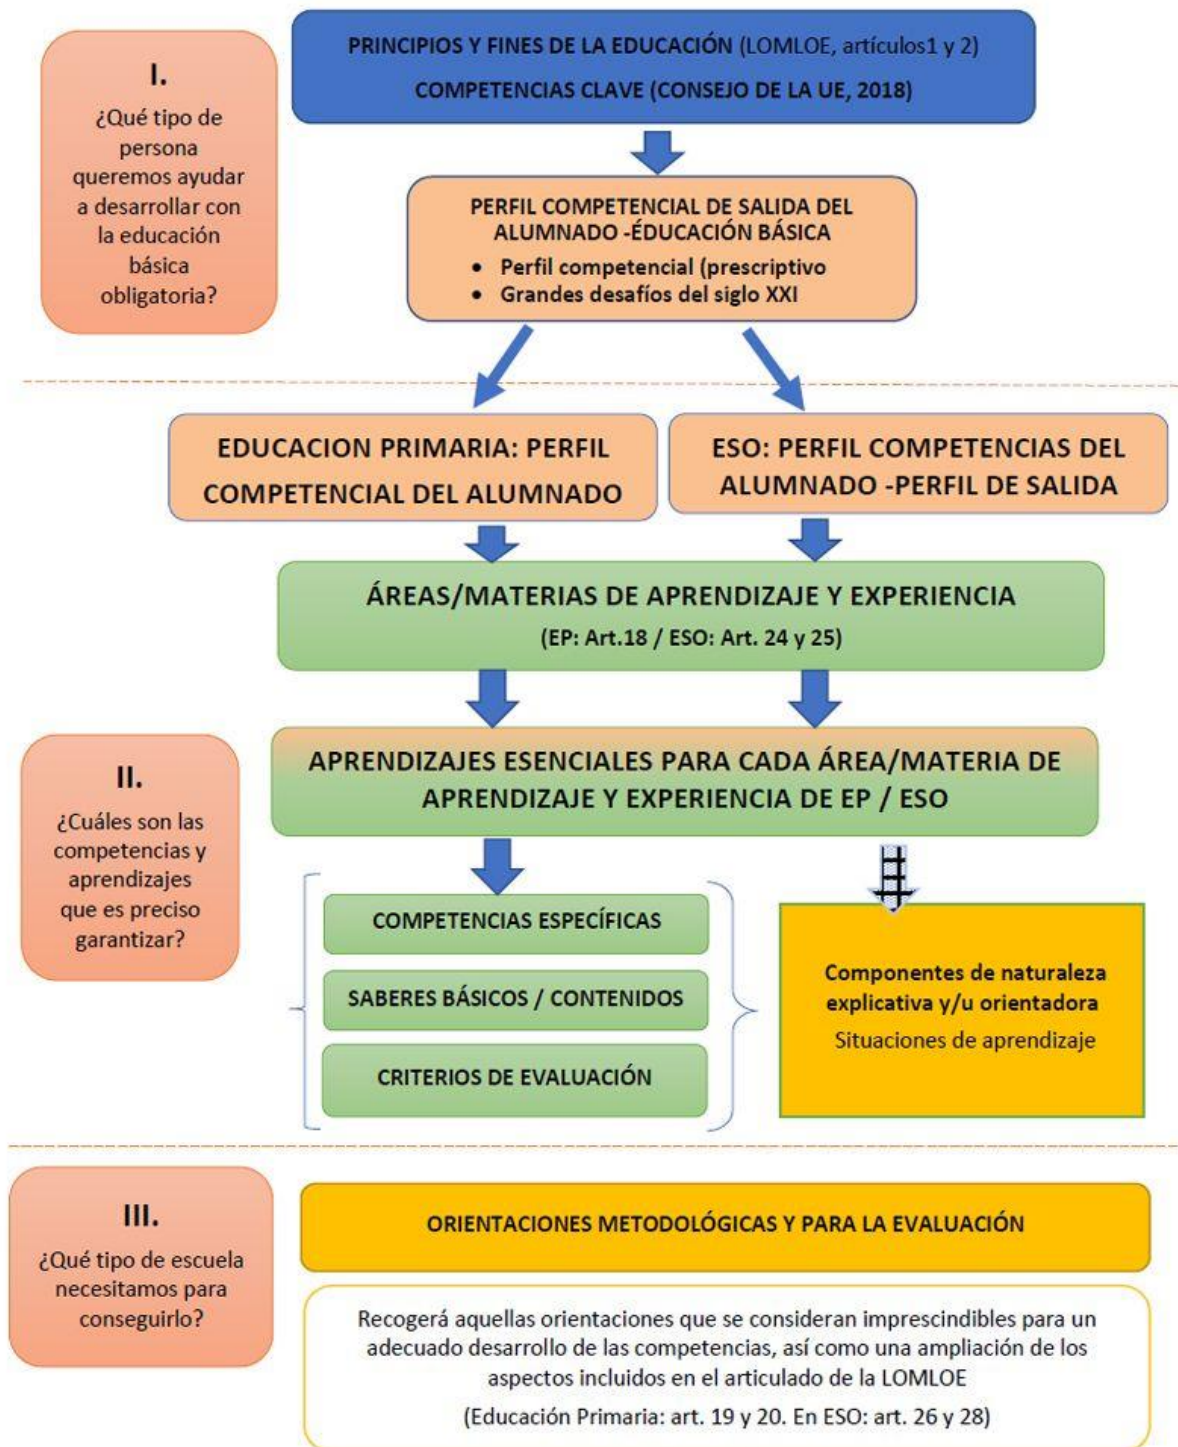 I.
¿Qué tipo de
persona
queremos ayudar
a desarrollar con
la educación
básica
obligatoria?
PRINCIPIOS Y FINES DE LA EDUCACIÓN (LOMLOE, artículos1 y 2)
COMPETENCIAS CLAVE (CONSEJO DE LA UE, 2018)
PERFIL COMPETENCIAL DE SALIDA DEL
ALUMNADO -ÉDUCACIÓN BÁSICA
• Perfil competencial (prescriptivo
• Grandes desafíos del siglo XXI
EDUCACION PRIMARIA: PERFIL
COMPETENCIAL DEL ALUMNADO
ESO: PERFIL COMPETENCIAS DEL
ALUMNADO -PERFIL DE SALIDA
ÁREAS/MATERIAS DE APRENDIZAJE Y EXPERIENCIA
(EP: Art.18 / ESO: Art. 24 y 25)
II.
¿Cuáles son las
competencias y
aprendizajes
que es preciso
garantizar?
APRENDIZAJES ESENCIALES PARA CADA ÁREA/MATERIA DE
APRENDIZAJE Y EXPERIENCIA DE EP / ESO
COMPETENCIAS ESPECÍFICAS
SABERES BÁSICOS / CONTENIDOS
CRITERIOS DE EVALUACIÓN
Componentes de naturaleza
explicativa y/u orientadora
Situaciones de aprendizaje
III.
¿Qué tipo de escuela
necesitamos para
conseguirlo?
ORIENTACIONES METODOLÓGICAS Y PARA LA EVALUACIÓN
Recogerá aquellas orientaciones que se consideran imprescindibles para un
adecuado desarrollo de las competencias, así como una ampliación de los
aspectos incluidos en el articulado de la LOMLOE
(Educación Primaria: art. 19 y 20. En ESO: art. 26 y 28)